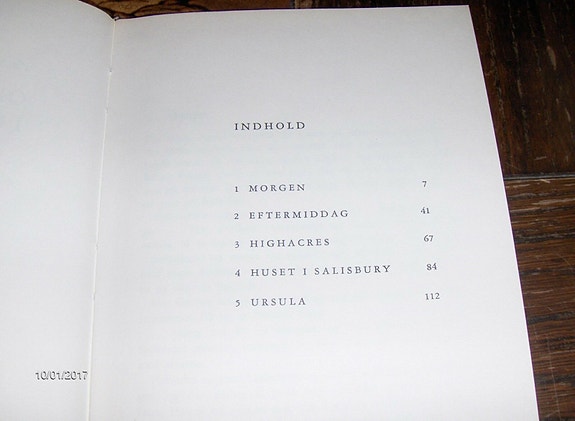 INDHOLD
1 MORGEN 7
2 EFTERMIDDAG 41
3 HIGHACRES 67
4 HUSET I SALISBURY 84
5 URSULA 112
10/01/2017